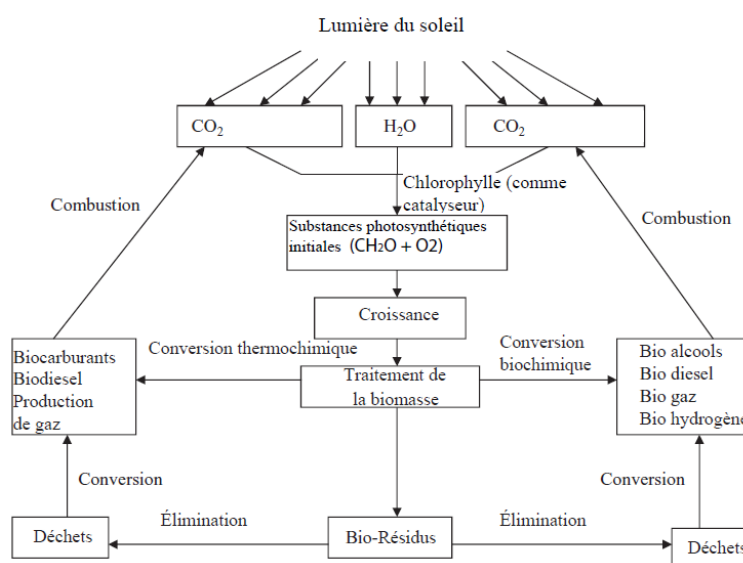 Lumière du soleil
CO₂
H₂O
CO₂
Chlorophylle (comme
catalyseur)
Combustion
Combustion
Substances photosynthétiques
initiales (CH₂O + O2)
Croissance
Conversion thermochimique
Conversion
biochimique
Biocarburants
Biodiesel
Production
de gaz
Traitement de
la biomasse
Bio alcools
Bio diesel
Bio gaz
Bio hydrogène
Conversion
Conversion
Élimination
Élimination
Déchets
Bio-Résidus
Déchets